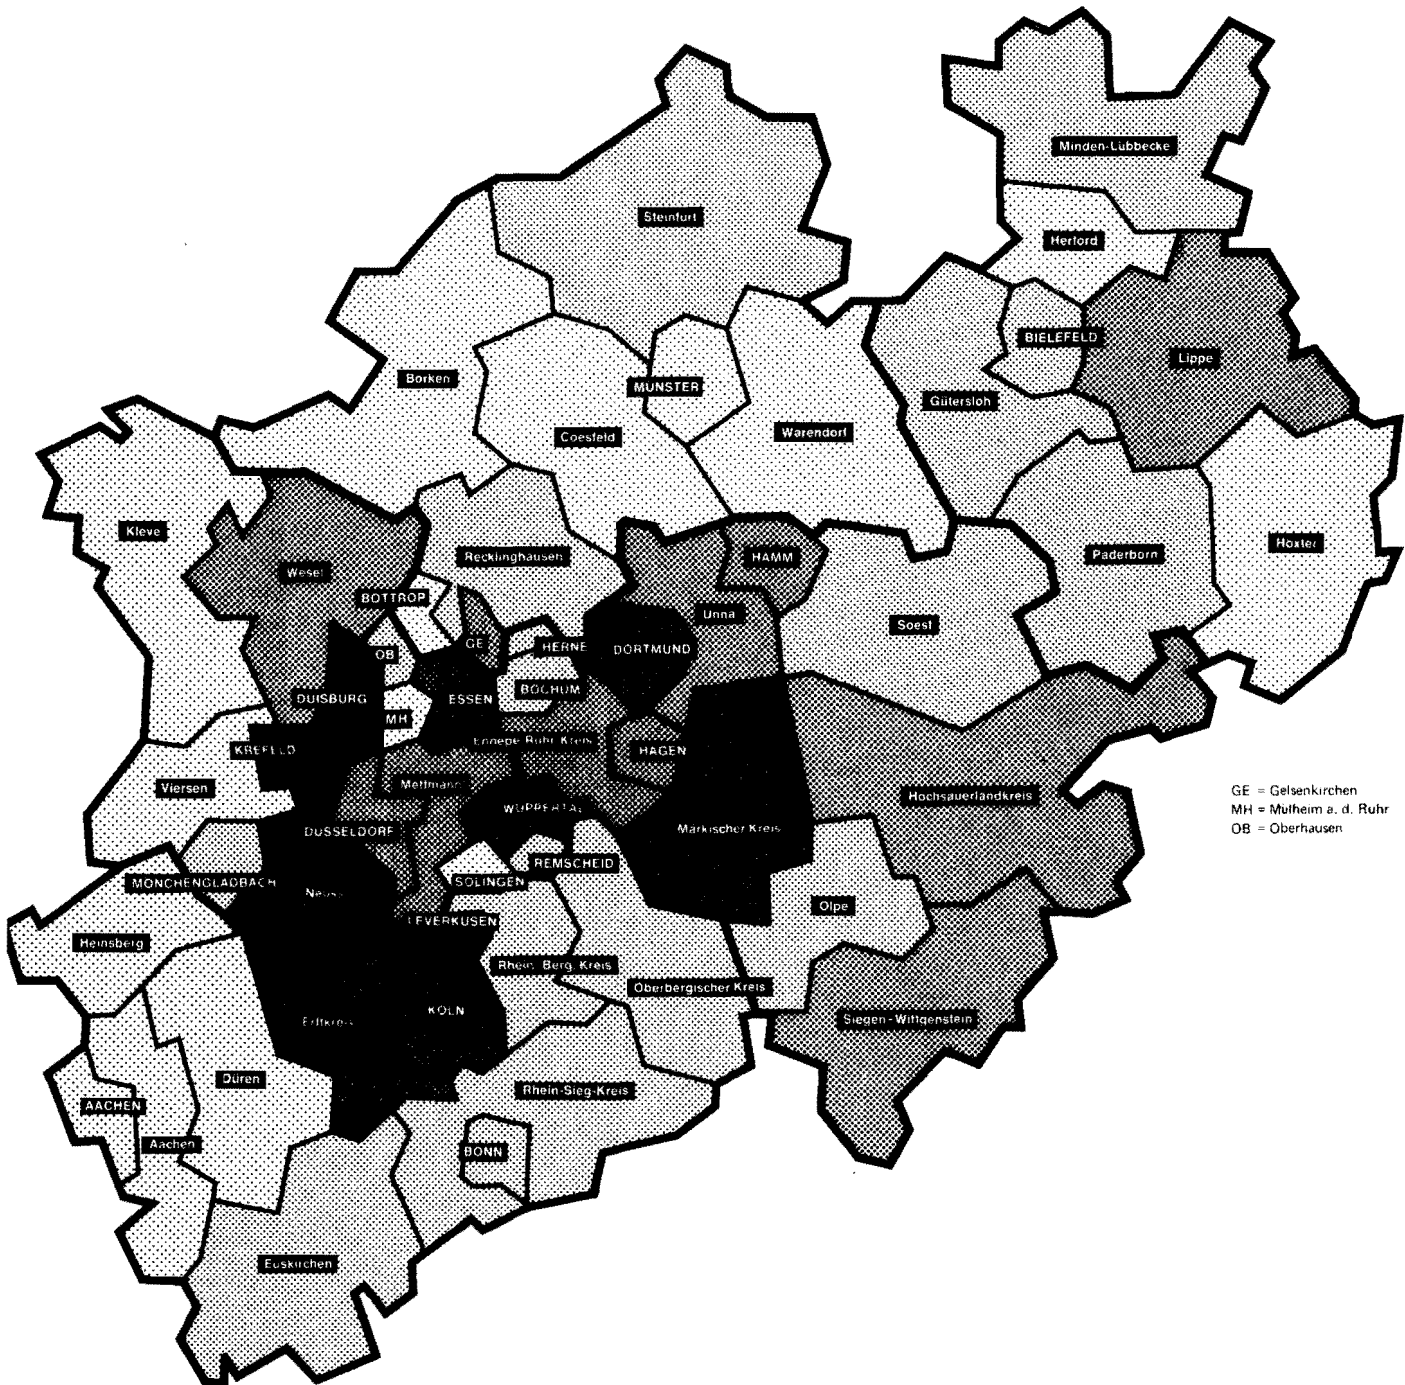 Minden-Lübbecke
Steinfurt
Herford
BIELEFELD
Lippe
Borken
MÜNSTER
Gütersloh
Coesfeld
Warendorf
Kleve
Recklinghausen
HAMM
Paderborn
Hoxter
Wesel
BOTTROP
Unna
Soest
GE
HERNE
DORTMUND
OB
DUISBURG
ESSEN
BOCHUM
MH
KREFELD
Ennepe Ruhr Kreis
HAGEN
Viersen
Mettmann
Hochsauerlandkreis
GE = Gelsenkirchen
MH = Mülheim a. d. Ruhr
OB = Oberhausen
WUPPERTAL
DÜSSELDORF
Märkischer Kreis
REMSCHEID
MÖNCHENGLADBACH
Neuss
SOLINGEN
Olpe
LEVERKUSEN
Heinsberg
Rhein. Berg. Kreis
Oberbergischer Kreis
Erftkreis
KÖLN
Siegen-Wittgenstein
Düren
Rhein-Sieg-Kreis
AACHEN
Aachen
BONN
Euskirchen